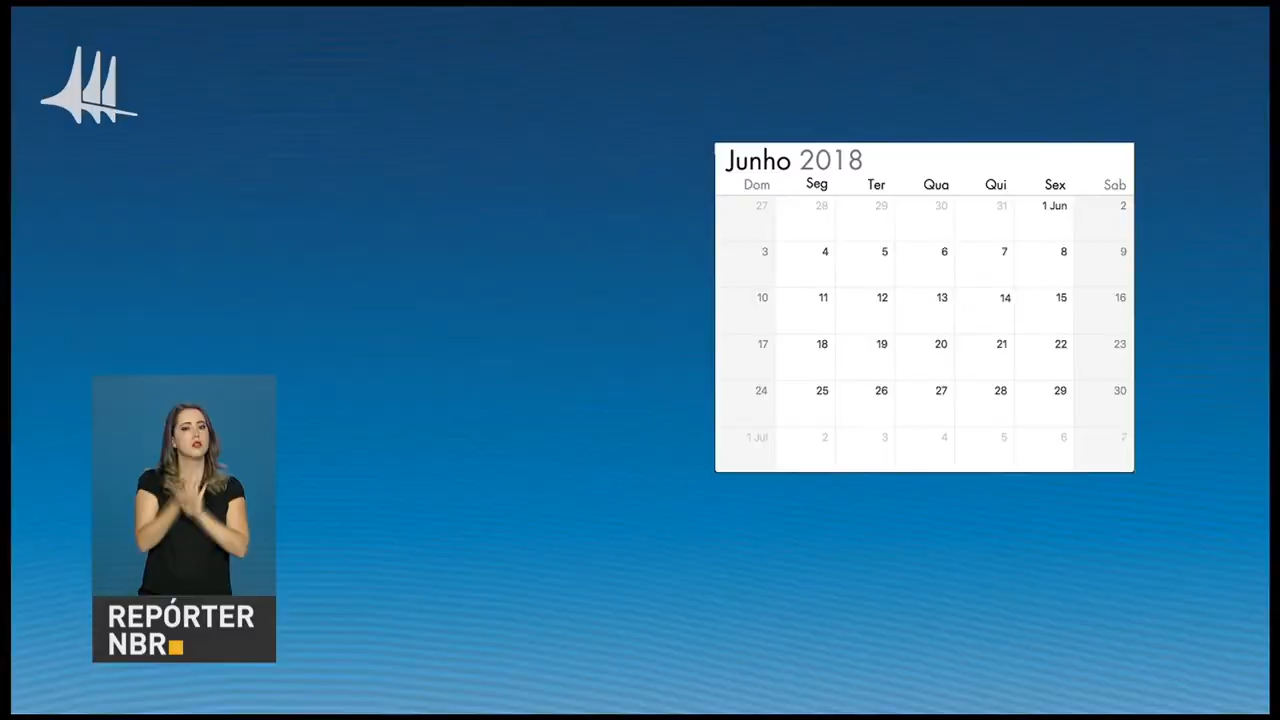 Junho 2018
Dom Seg Ter Qua Qui Sex Sab
27 28 29 30 31 1 Jun 2
3 4 5 6 7 8 9
10 11 12 13 14 15 16
17 18 19 20 21 22 23
24 25 26 27 28 29 30
1 Jul 2 3 4 5 6 7
REPÓRTER
NBR